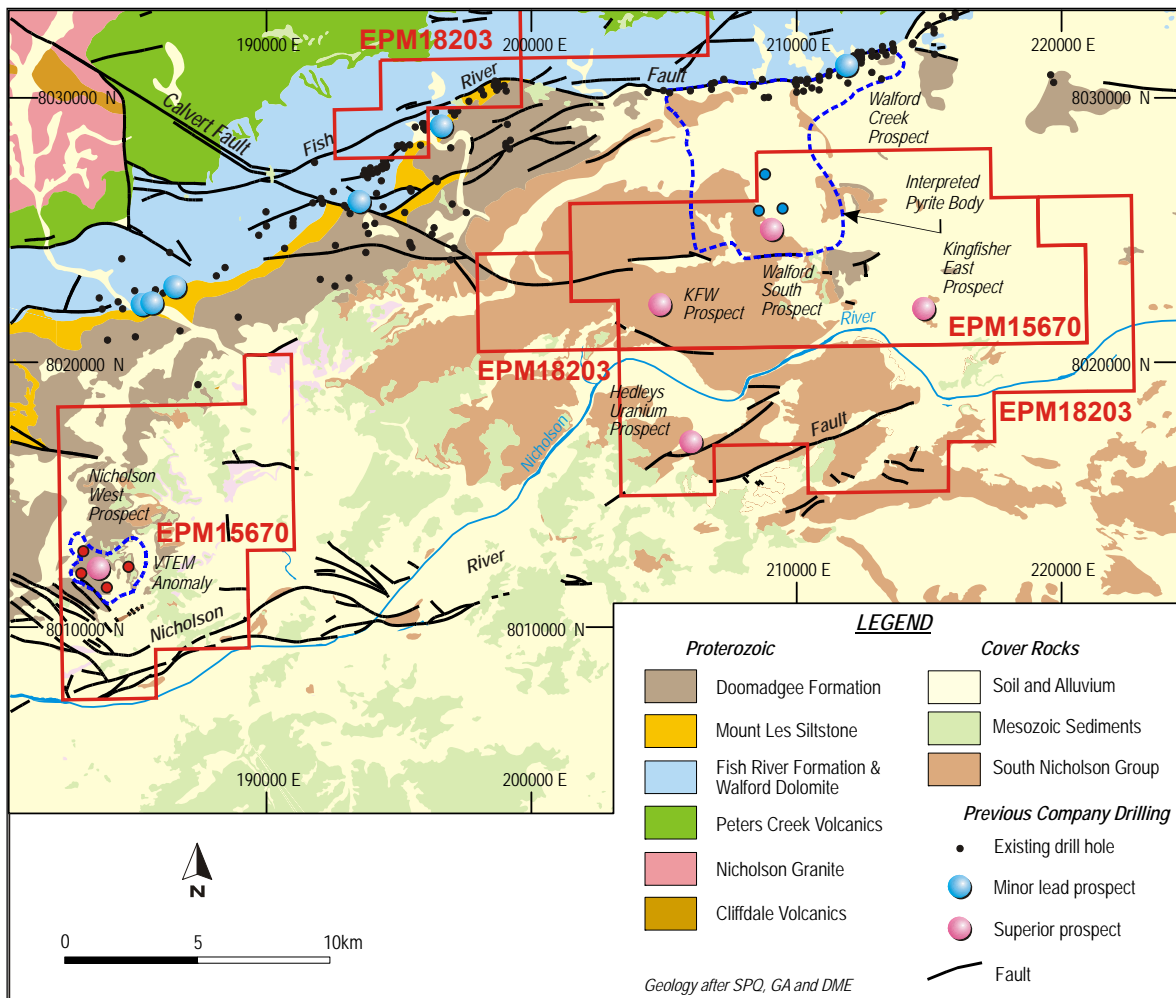 190000 E
200000 E
210000 E
220000 E
EPM18203
River
Fault
8030000 N
8030000 N
Calvert Fault
Fish
Walford
Creek
Prospect
Interpreted
Pyrite Body
Kingfisher
East
Prospect
Walford
South
Prospect
KFW
Prospect
River
EPM15670
8020000 N
8020000 N
EPM18203
EPM18203
Hedleys
Uranium
Prospect
Fault
Nicholson
Nicholson
West
Prospect
EPM15670
VTEM
Anomaly
River
210000 E
220000 E
Nicholson
8010000 N
8010000 N
190000 E
200000 E
LEGEND
Proterozoic
Doomadgee Formation
Mount Les Siltstone
Fish River Formation &
Walford Dolomite
Peters Creek Volcanics
Nicholson Granite
Cliffdale Volcanics
Cover Rocks
Soil and Alluvium
Mesozoic Sediments
South Nicholson Group
Previous Company Drilling
Existing drill hole
Minor lead prospect
Superior prospect
Fault
Geology after SPQ, GA and DME
N
0
5
10km